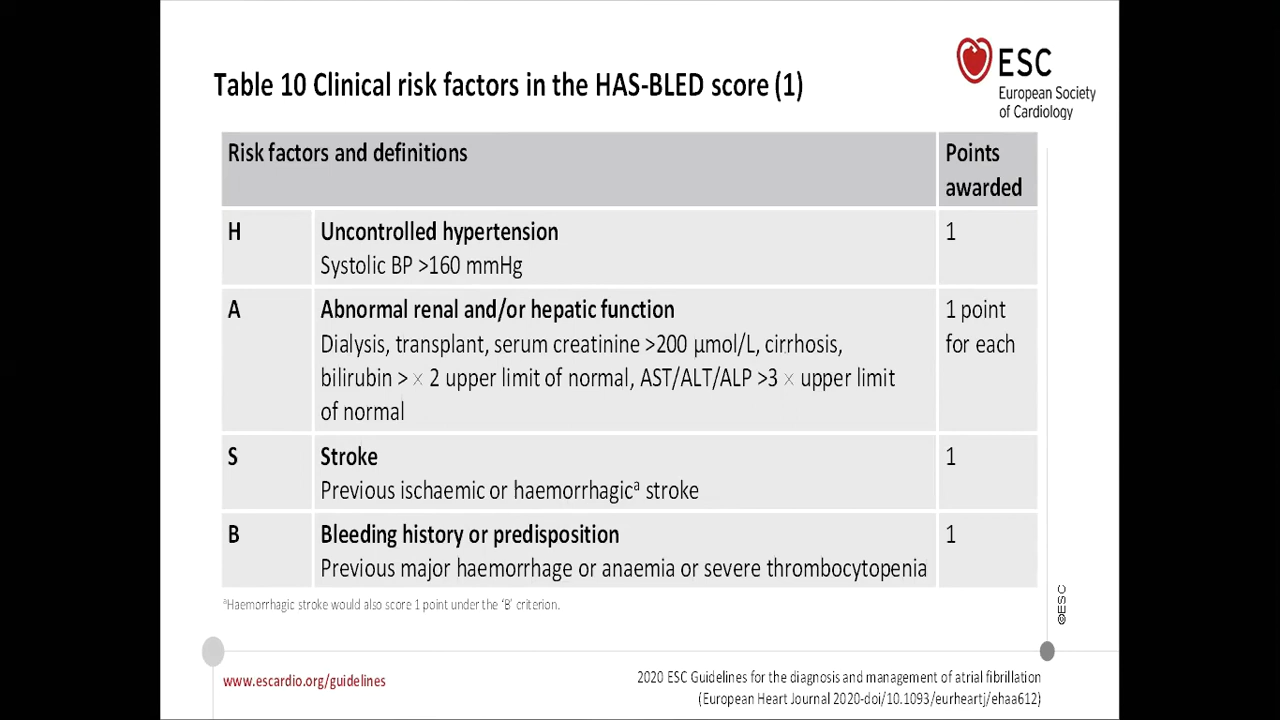 ESC
European Society
of Cardiology
Table 10 Clinical risk factors in the HAS-BLED score (1)
Risk factors and definitions
Points
awarded
H
Uncontrolled hypertension
1
Systolic BP >160 mmHg
A
Abnormal renal and/or hepatic function
1 point
Dialysis, transplant, serum creatinine >200 µmol/L, cirrhosis,
for each
bilirubin > × 2 upper limit of normal, AST/ALT/ALP >3 × upper limit
of normal
S
Stroke
1
Previous ischaemic or haemorrhagicᵃ stroke
B
Bleeding history or predisposition
1
Previous major haemorrhage or anaemia or severe thrombocytopenia
ᵃHaemorrhagic stroke would also score 1 point under the 'B' criterion.
©ESC
www.escardio.org/guidelines
2020 ESC Guidelines for the diagnosis and management of atrial fibrillation
(European Heart Journal 2020-doi/10.1093/eurheartj/ehaa612)